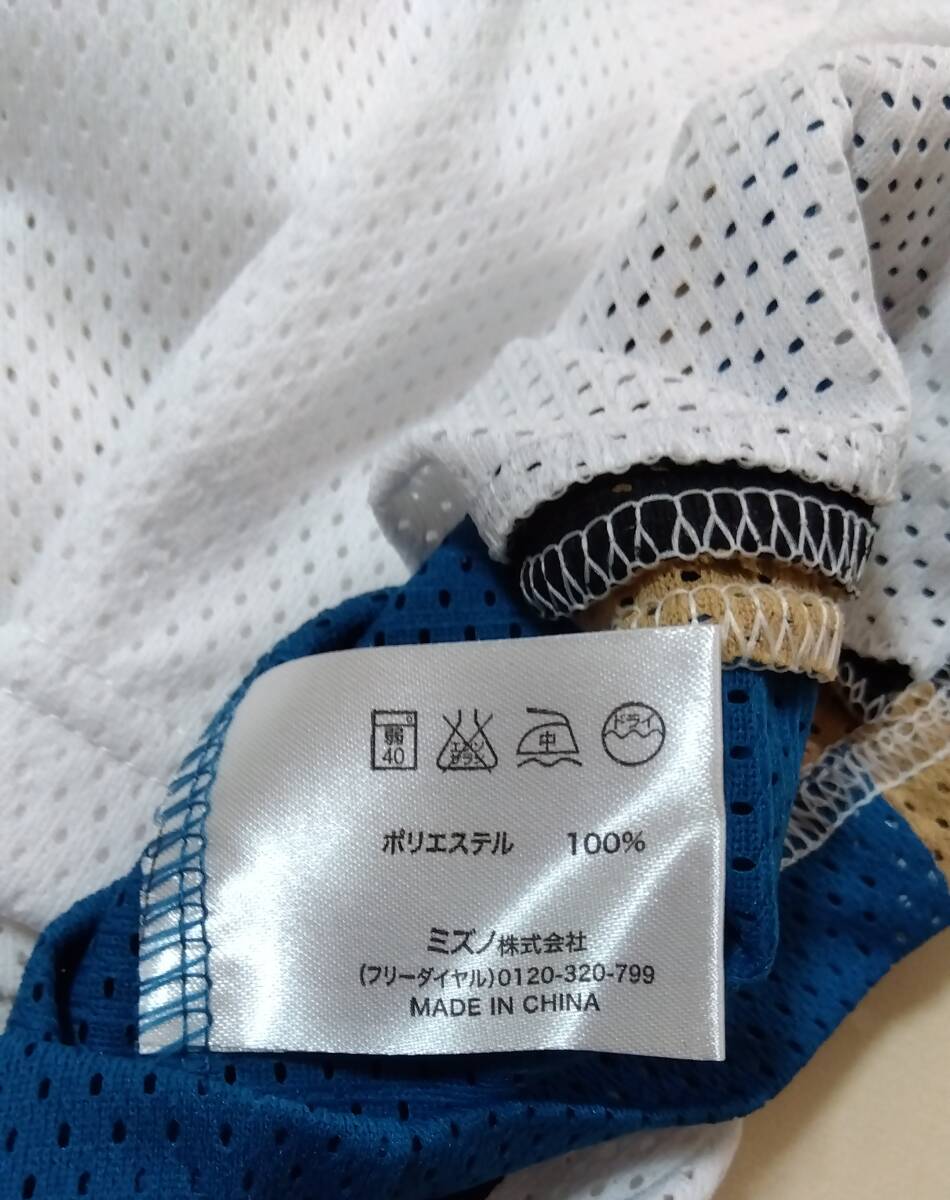 弱 40 エンソ サラシ 中 ドライ
ポリエステル 100%
ミズノ株式会社
(フリーダイヤル)0120-320-799
MADE IN CHINA